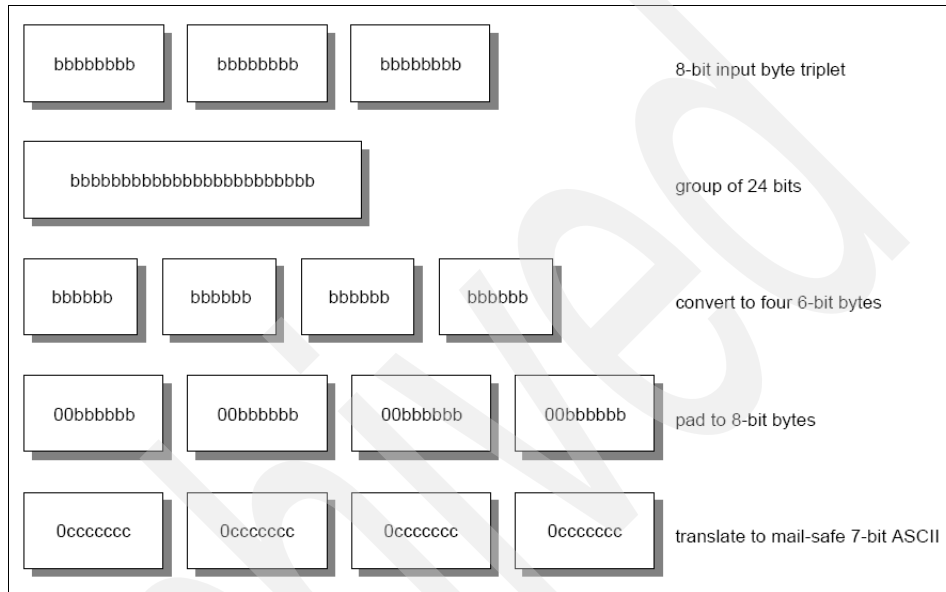 bbbbbbbb bbbbbbbb bbbbbbbb 8-bit input byte triplet
bbbbbbbbbbbbbbbbbbbbbbbb group of 24 bits
bbbbbb bbbbbb bbbbbb bbbbbb convert to four 6-bit bytes
00bbbbbb 00bbbbbb 00bbbbbb 00bbbbbb pad to 8-bit bytes
0ccccccc 0ccccccc 0ccccccc 0ccccccc translate to mail-safe 7-bit ASCII